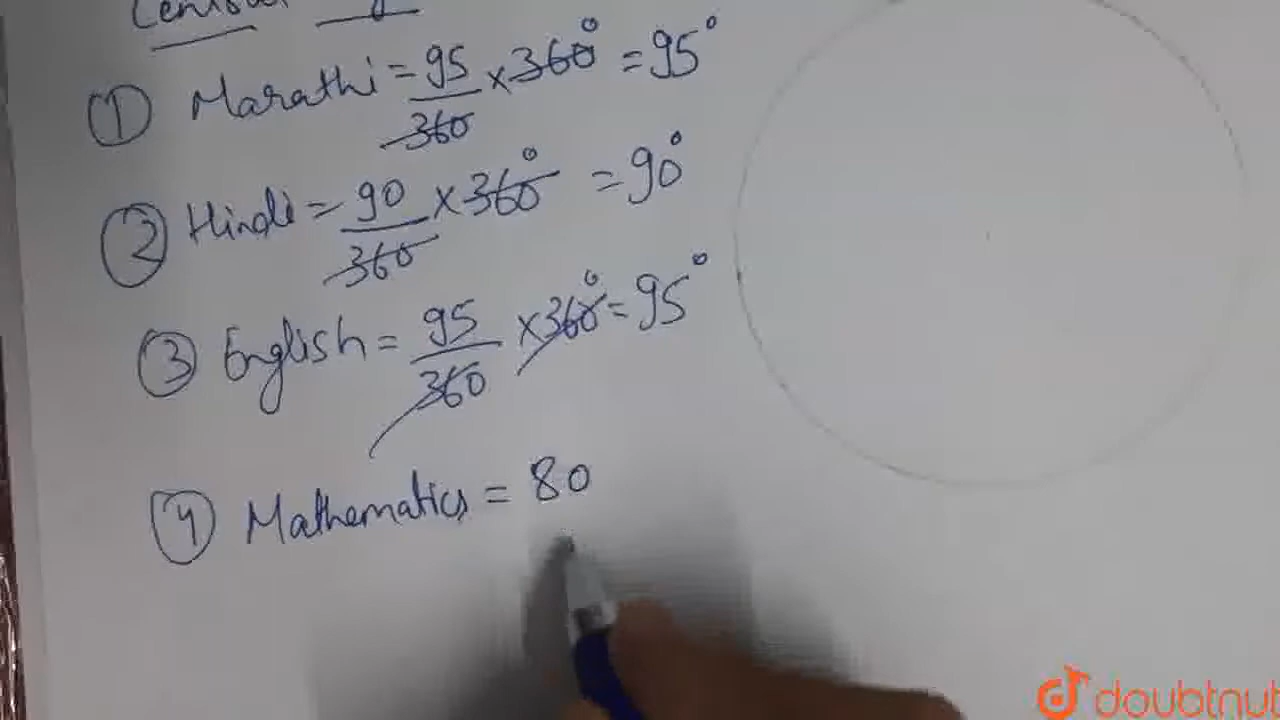 ① Marathi = 95/360 × 360° = 95°
② Hindi = 90/360 × 360° = 90°
③ English = 95/360 × 360° = 95°
④ Mathematics = 80
doubtnut